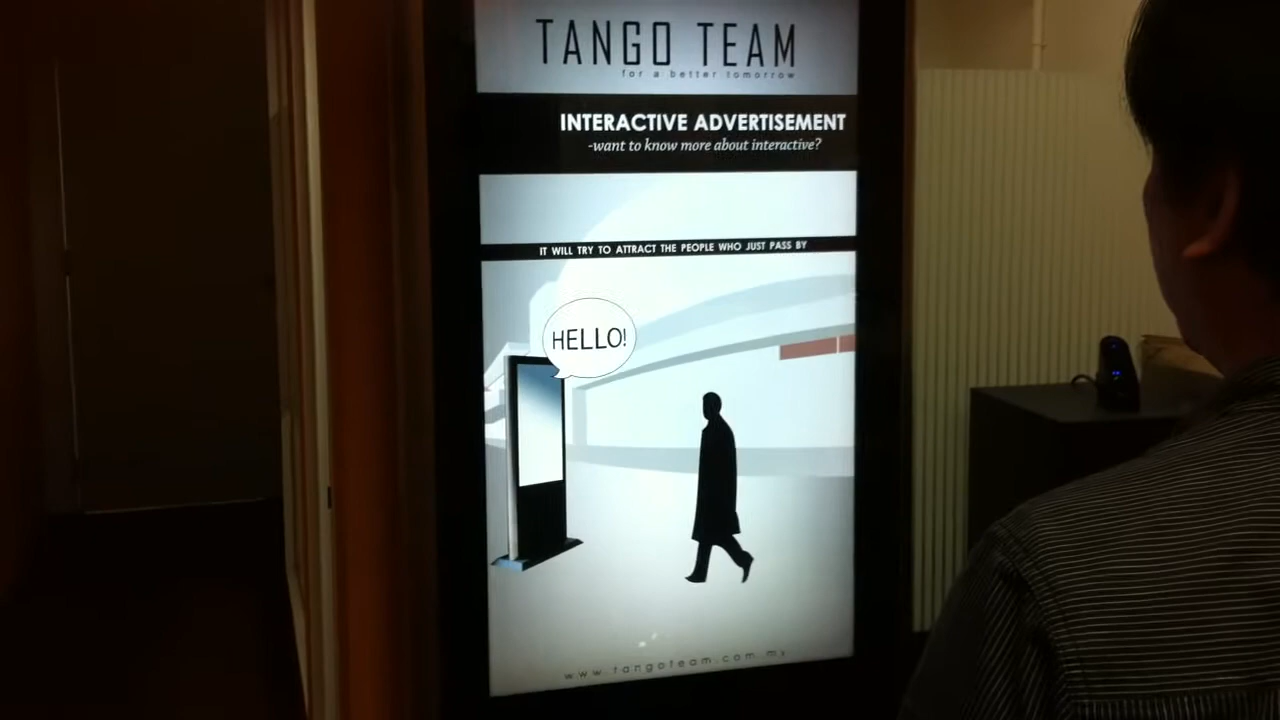 TANGO TEAM
for a better tomorrow
INTERACTIVE ADVERTISEMENT
-want to know more about interactive?
IT WILL TRY TO ATTRACT THE PEOPLE WHO JUST PASS BY
HELLO!
www.tangoteam.com.my